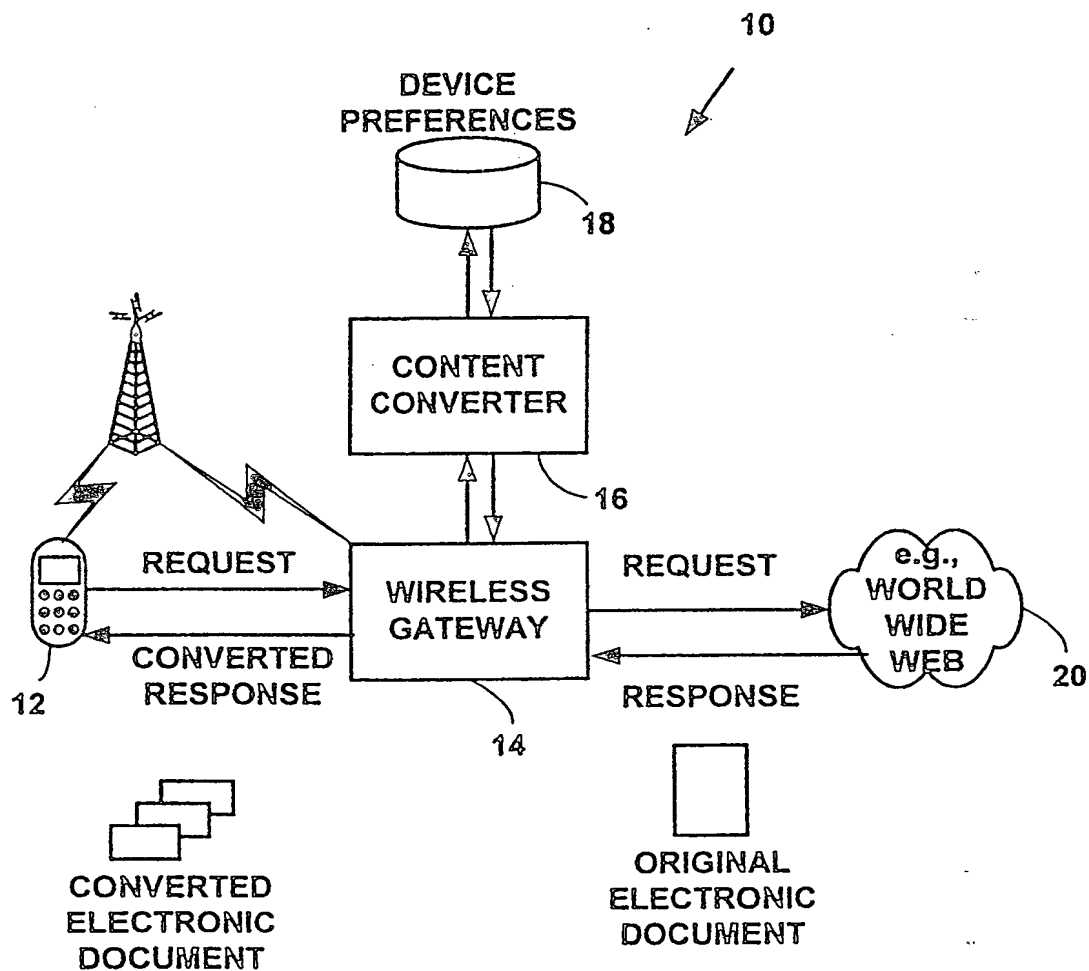 10
DEVICE
PREFERENCES
18
CONTENT
CONVERTER
16
REQUEST
WIRELESS
GATEWAY
REQUEST
e.g.,
WORLD
WIDE
WEB
CONVERTED
RESPONSE
RESPONSE
12
14
20
CONVERTED
ELECTRONIC
DOCUMENT
ORIGINAL
ELECTRONIC
DOCUMENT